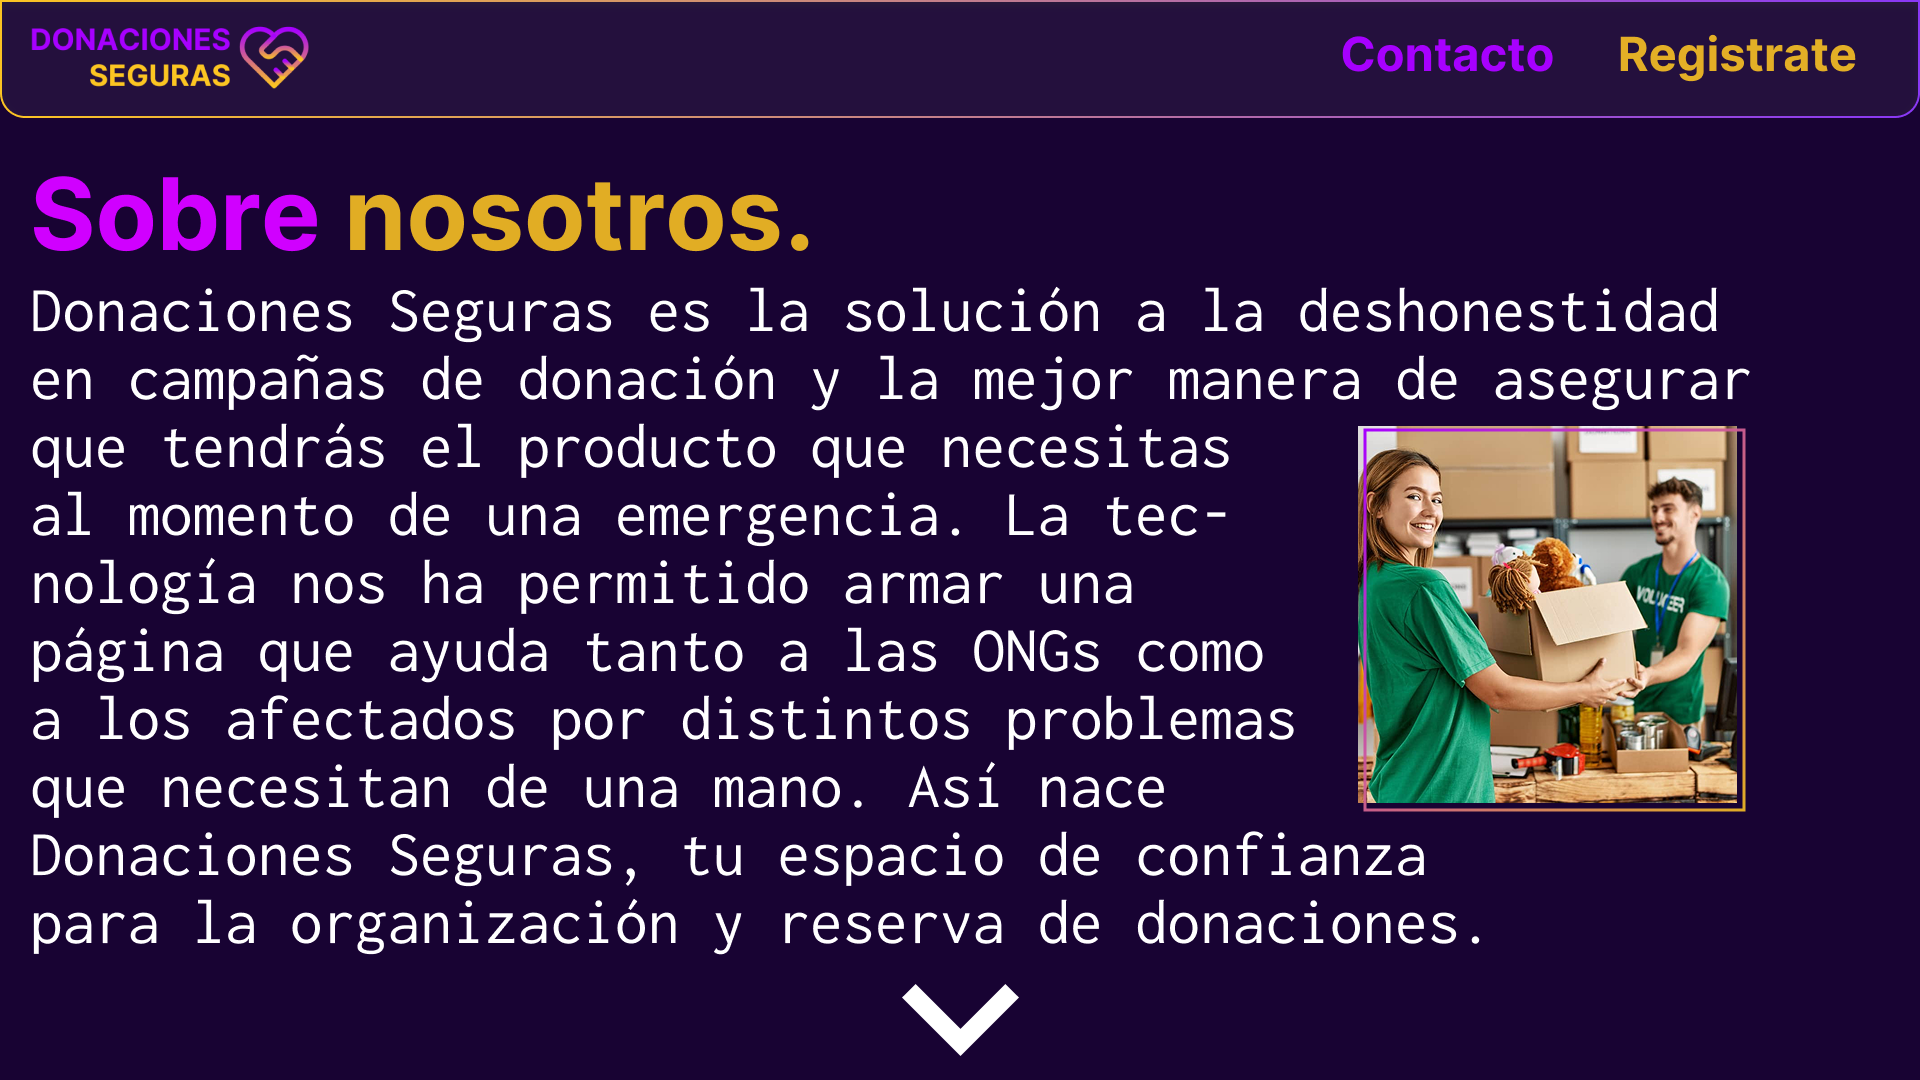 DONACIONES
SEGURAS
Contacto
Registrate
Sobre nosotros.
Donaciones Seguras es la solución a la deshonestidad
en campañas de donación y la mejor manera de asegurar
que tendrás el producto que necesitas
al momento de una emergencia. La tec-
nología nos ha permitido armar una
página que ayuda tanto a las ONGs como
a los afectados por distintos problemas
que necesitan de una mano. Así nace
Donaciones Seguras, tu espacio de confianza
para la organización y reserva de donaciones.